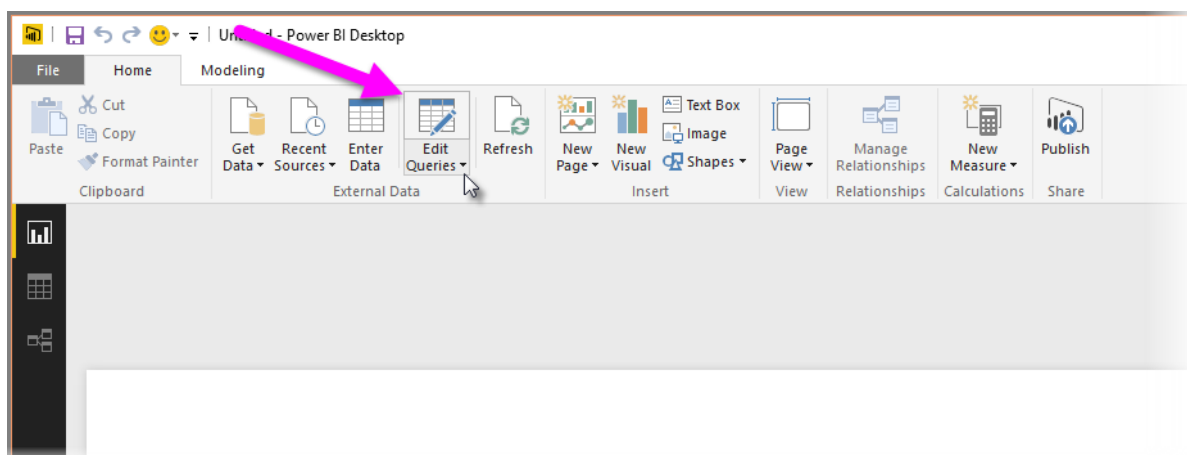 Untitled - Power BI Desktop
File Home Modeling
Paste
Cut
Copy
Format Painter
Clipboard
Get Data
Recent Sources
Enter Data
Edit Queries
Refresh
External Data
New Page
New Visual
Text Box
Image
Shapes
Insert
Page View
View
Manage Relationships
Relationships
New Measure
Calculations
Publish
Share